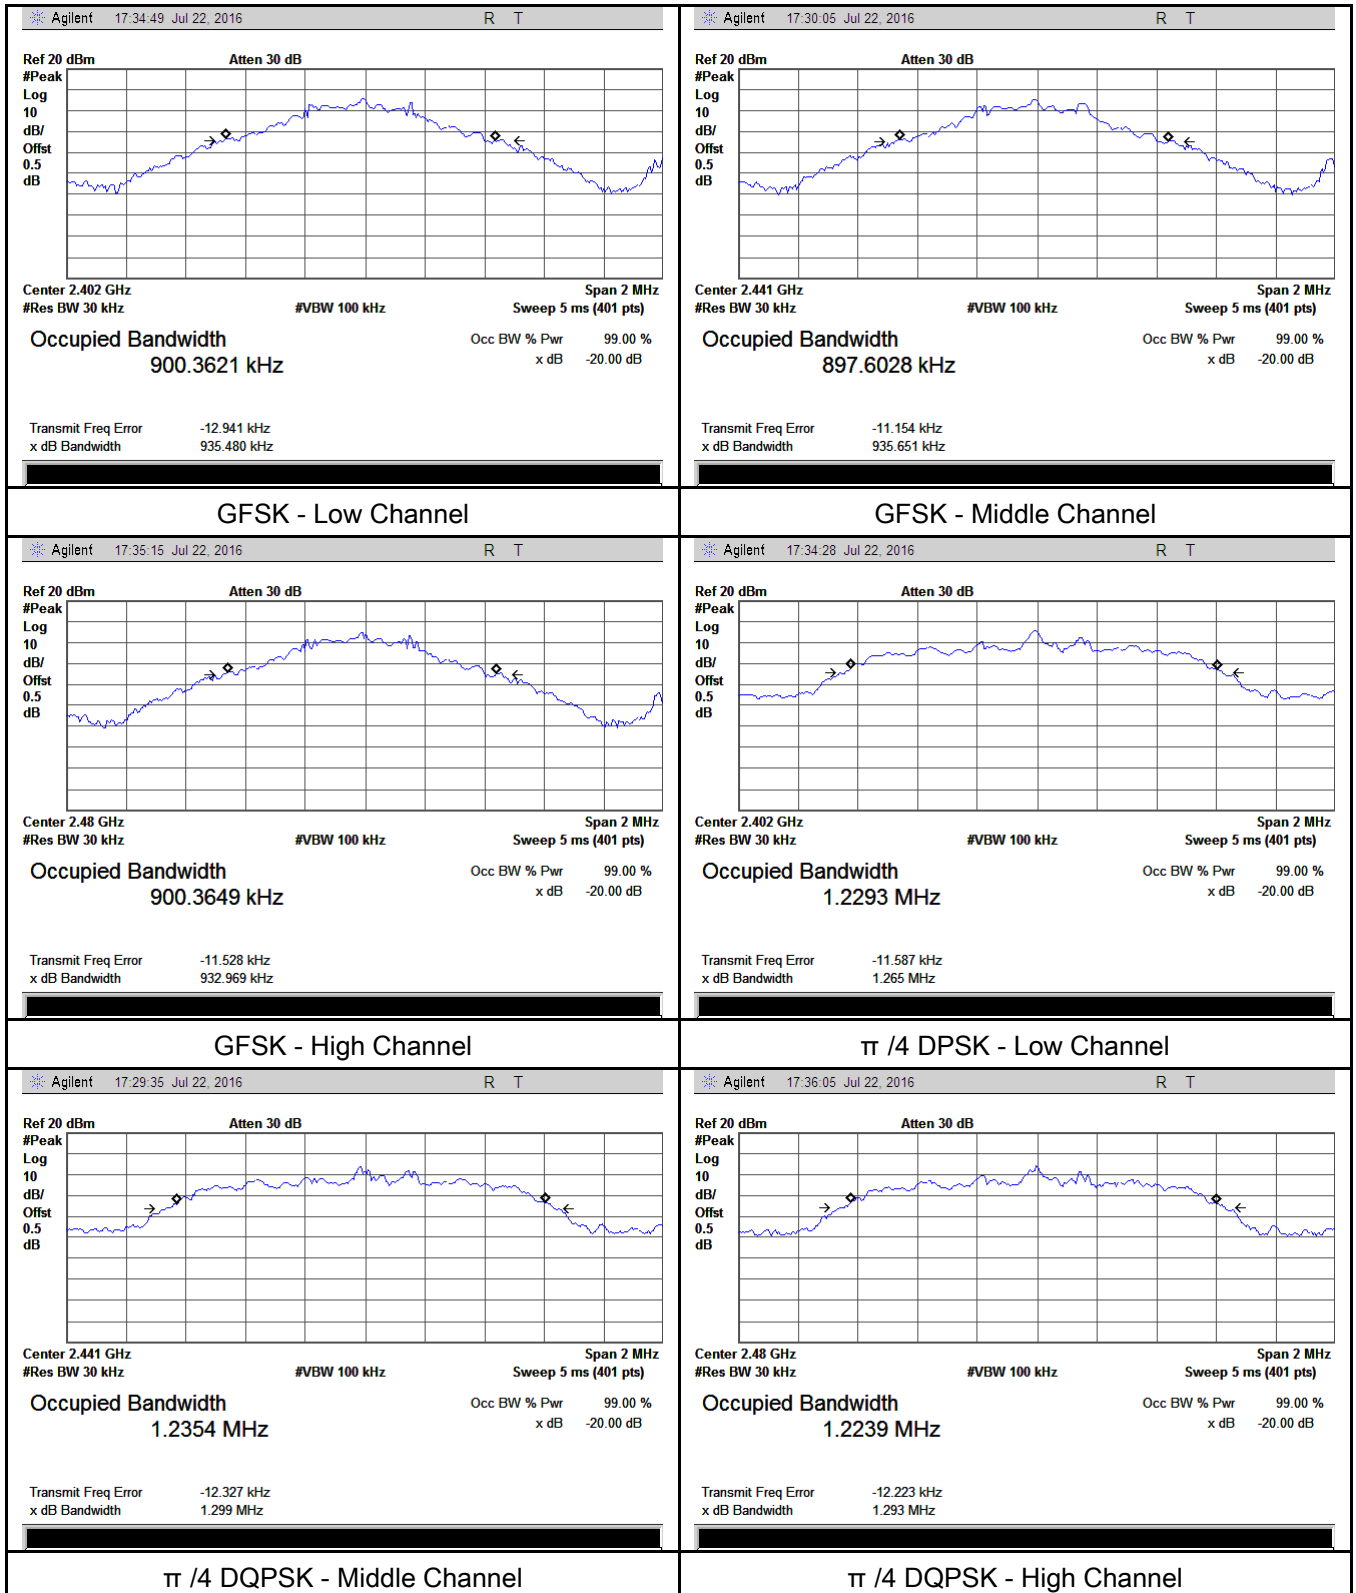 Agilent 17:34:49 Jul 22, 2016 R T
Ref 20 dBm Atten 30 dB
#Peak
Log
10
dB/
Offst
0.5
dB
Center 2.402 GHz Span 2 MHz
#Res BW 30 kHz #VBW 100 kHz Sweep 5 ms (401 pts)
Occupied Bandwidth Occ BW % Pwr 99.00 %
900.3621 kHz x dB -20.00 dB
Transmit Freq Error -12.941 kHz
x dB Bandwidth 935.480 kHz
GFSK - Low Channel
Agilent 17:30:05 Jul 22, 2016 R T
Ref 20 dBm Atten 30 dB
#Peak
Log
10
dB/
Offst
0.5
dB
Center 2.441 GHz Span 2 MHz
#Res BW 30 kHz #VBW 100 kHz Sweep 5 ms (401 pts)
Occupied Bandwidth Occ BW % Pwr 99.00 %
897.6028 kHz x dB -20.00 dB
Transmit Freq Error -11.154 kHz
x dB Bandwidth 935.651 kHz
GFSK - Middle Channel
Agilent 17:35:15 Jul 22, 2016 R T
Ref 20 dBm Atten 30 dB
#Peak
Log
10
dB/
Offst
0.5
dB
Center 2.48 GHz Span 2 MHz
#Res BW 30 kHz #VBW 100 kHz Sweep 5 ms (401 pts)
Occupied Bandwidth Occ BW % Pwr 99.00 %
900.3649 kHz x dB -20.00 dB
Transmit Freq Error -11.528 kHz
x dB Bandwidth 932.969 kHz
GFSK - High Channel
Agilent 17:34:28 Jul 22, 2016 R T
Ref 20 dBm Atten 30 dB
#Peak
Log
10
dB/
Offst
0.5
dB
Center 2.402 GHz Span 2 MHz
#Res BW 30 kHz #VBW 100 kHz Sweep 5 ms (401 pts)
Occupied Bandwidth Occ BW % Pwr 99.00 %
1.2293 MHz x dB -20.00 dB
Transmit Freq Error -11.587 kHz
x dB Bandwidth 1.265 MHz
π /4 DPSK - Low Channel
Agilent 17:29:35 Jul 22, 2016 R T
Ref 20 dBm Atten 30 dB
#Peak
Log
10
dB/
Offst
0.5
dB
Center 2.441 GHz Span 2 MHz
#Res BW 30 kHz #VBW 100 kHz Sweep 5 ms (401 pts)
Occupied Bandwidth Occ BW % Pwr 99.00 %
1.2354 MHz x dB -20.00 dB
Transmit Freq Error -12.327 kHz
x dB Bandwidth 1.299 MHz
π /4 DQPSK - Middle Channel
Agilent 17:36:05 Jul 22, 2016 R T
Ref 20 dBm Atten 30 dB
#Peak
Log
10
dB/
Offst
0.5
dB
Center 2.48 GHz Span 2 MHz
#Res BW 30 kHz #VBW 100 kHz Sweep 5 ms (401 pts)
Occupied Bandwidth Occ BW % Pwr 99.00 %
1.2239 MHz x dB -20.00 dB
Transmit Freq Error -12.223 kHz
x dB Bandwidth 1.293 MHz
π /4 DQPSK - High Channel